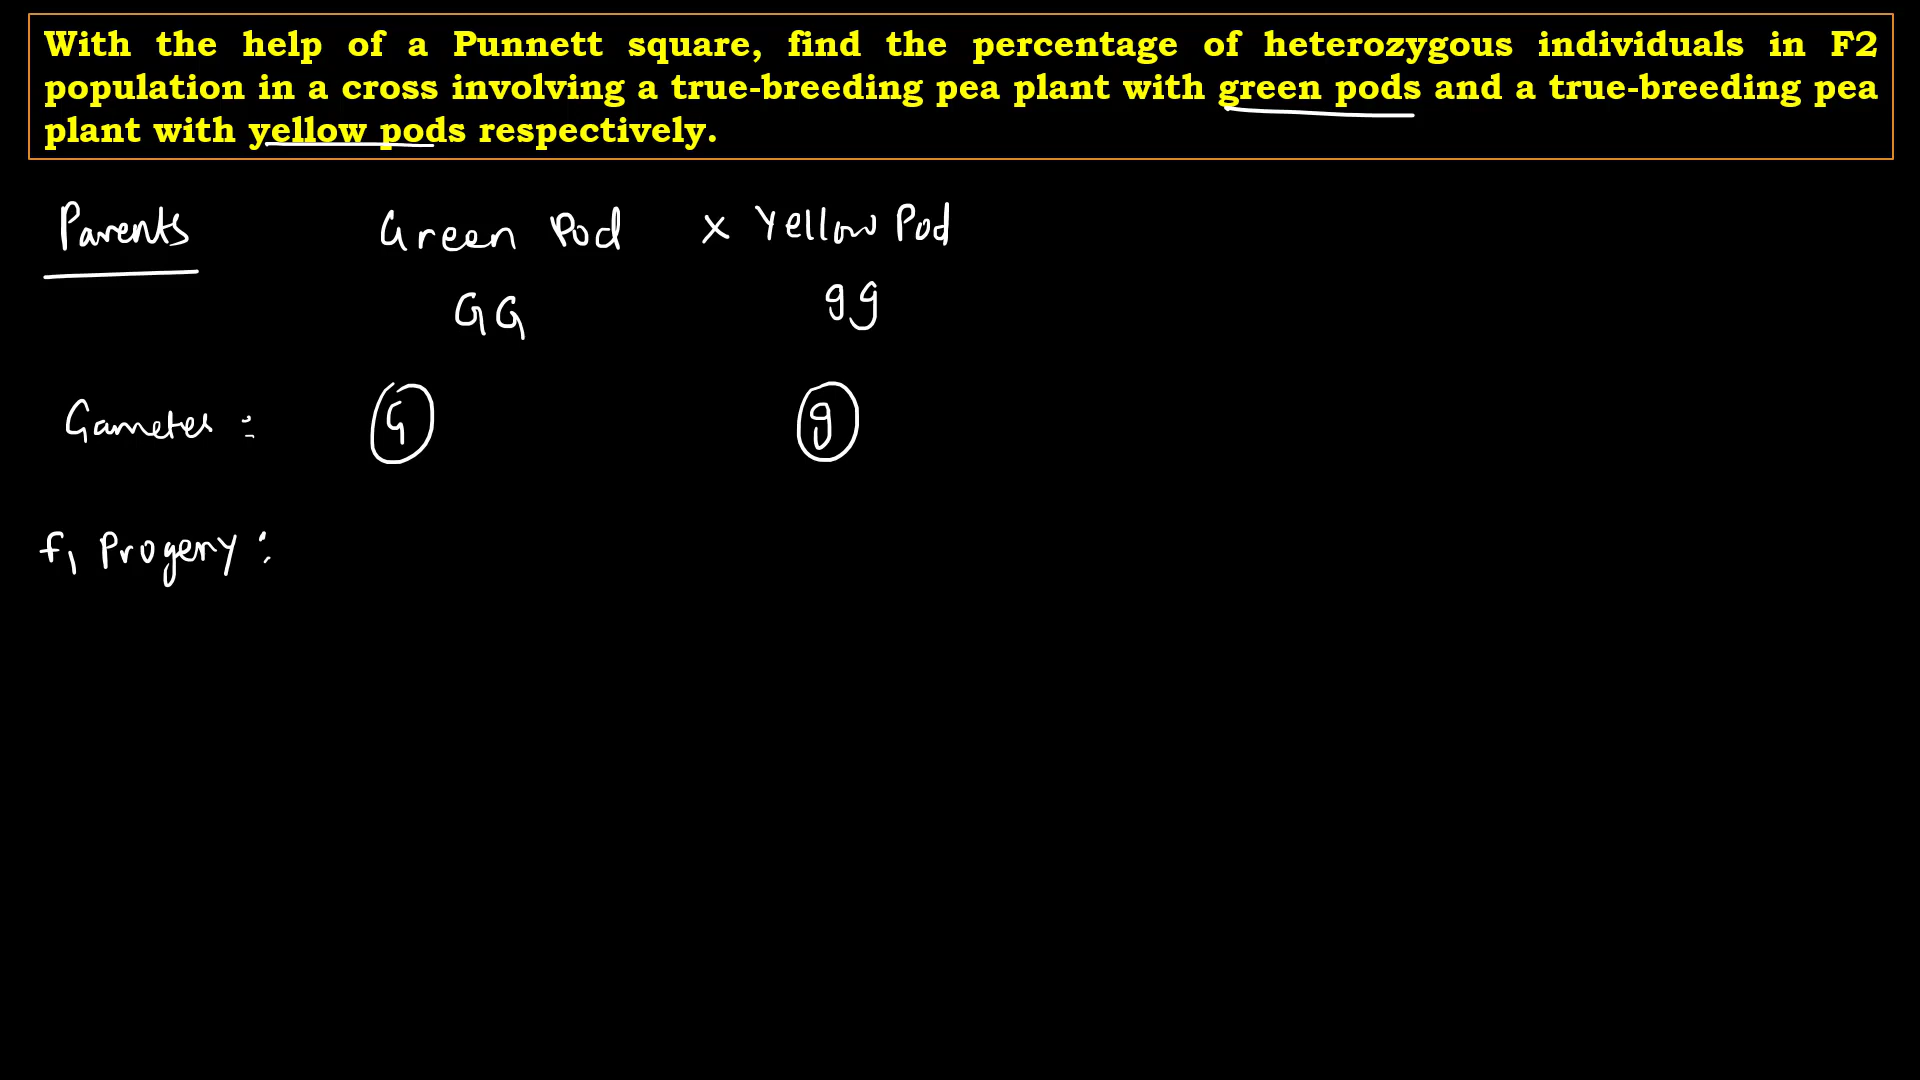 With the help of a Punnett square, find the percentage of heterozygous individuals in F2
population in a cross involving a true-breeding pea plant with green pods and a true-breeding pea
plant with yellow pods respectively.
Parents Green Pod x Yellow Pod
GG gg
Gametes : G g
F1 Progeny :